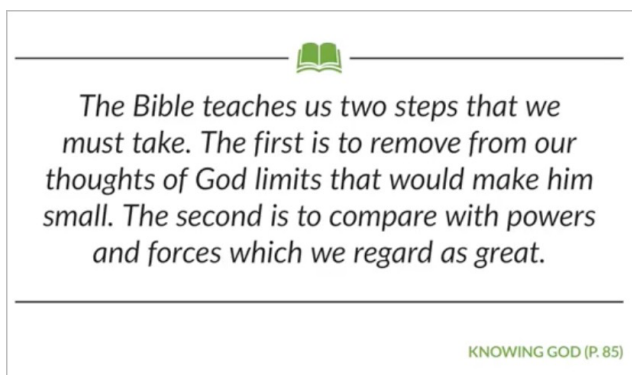 The Bible teaches us two steps that we
must take. The first is to remove from our
thoughts of God limits that would make him
small. The second is to compare with powers
and forces which we regard as great.
KNOWING GOD (P. 85)